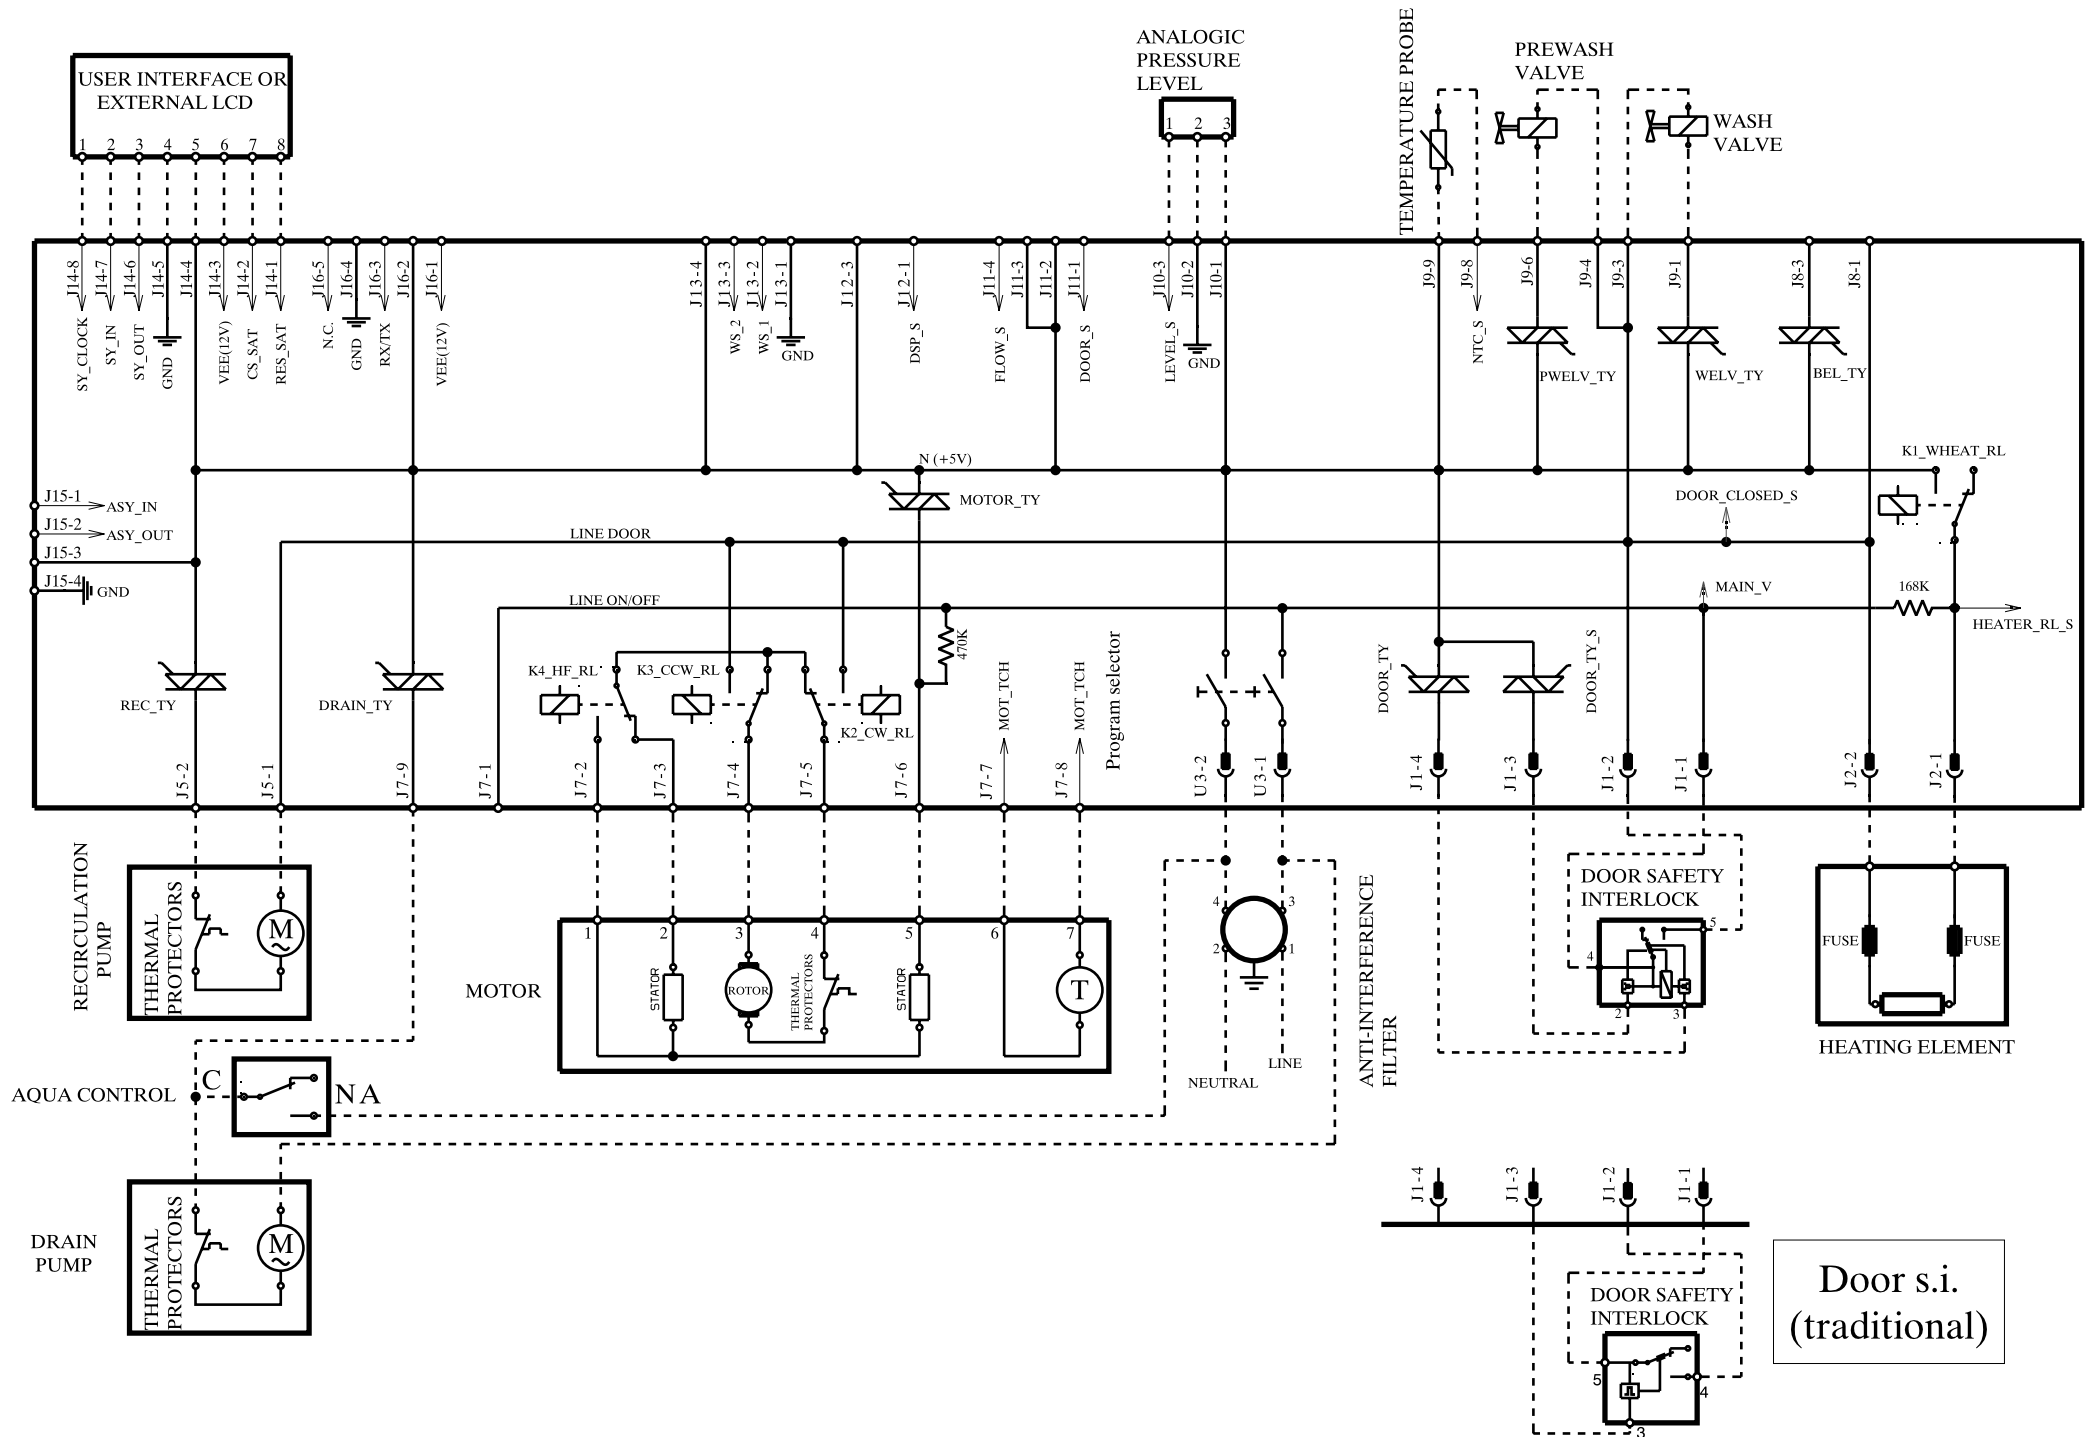 USER INTERFACE OR
EXTERNAL LCD
1 2 3 4 5 6 7 8
ANALOGIC
PRESSURE
LEVEL
1 2 3
TEMPERATURE PROBE
PREWASH
VALVE
WASH
VALVE
J14-8
J14-7
J14-6
J14-5
J14-4
J14-3
J14-2
J14-1
J16-5
J16-4
J16-3
J16-2
J16-1
J13-4
J13-3
J13-2
J13-1
J12-3
J12-1
J11-4
J11-3
J11-2
J11-1
J10-3
J10-2
J10-1
J9-9
J9-8
J9-6
J9-4
J9-3
J9-1
J8-3
J8-1
SY_CLOCK
SY_IN
SY_OUT
GND
VEE(12V)
CS_SAT
RES_SAT
N.C.
GND
RX/TX
VEE(12V)
WS_2
WS_1
GND
DSP_S
FLOW_S
DOOR_S
LEVEL_S
GND
NTC_S
PWELV_TY
WELV_TY
BEL_TY
N (+5V)
K1_WHEAT_RL
J15-1
ASY_IN
J15-2
ASY_OUT
J15-3
J15-4
GND
MOTOR_TY
DOOR_CLOSED_S
LINE DOOR
LINE ON/OFF
MAIN_V
168K
HEATER_RL_S
470K
REC_TY
DRAIN_TY
K4_HF_RL
K3_CCW_RL
K2_CW_RL
MOT_TCH
MOT_TCH
Program selector
DOOR_TY
DOOR_TY_S
J5-2
J5-1
J7-9
J7-1
J7-2
J7-3
J7-4
J7-5
J7-6
J7-7
J7-8
U3-2
U3-1
J1-4
J1-3
J1-2
J1-1
J2-2
J2-1
RECIRCULATION
PUMP
THERMAL
PROTECTORS
M
MOTOR
1 2 3 4 5 6 7
STATOR
ROTOR
THERMAL
PROTECTORS
STATOR
T
4 3
2 1
NEUTRAL
LINE
ANTI-INTERFERENCE
FILTER
DOOR SAFETY
INTERLOCK
5
4
2 3
FUSE
FUSE
HEATING ELEMENT
AQUA CONTROL
C
NA
DRAIN
PUMP
THERMAL
PROTECTORS
M
J1-4
J1-3
J1-2
J1-1
DOOR SAFETY
INTERLOCK
5
4
3
Door s.i.
(traditional)